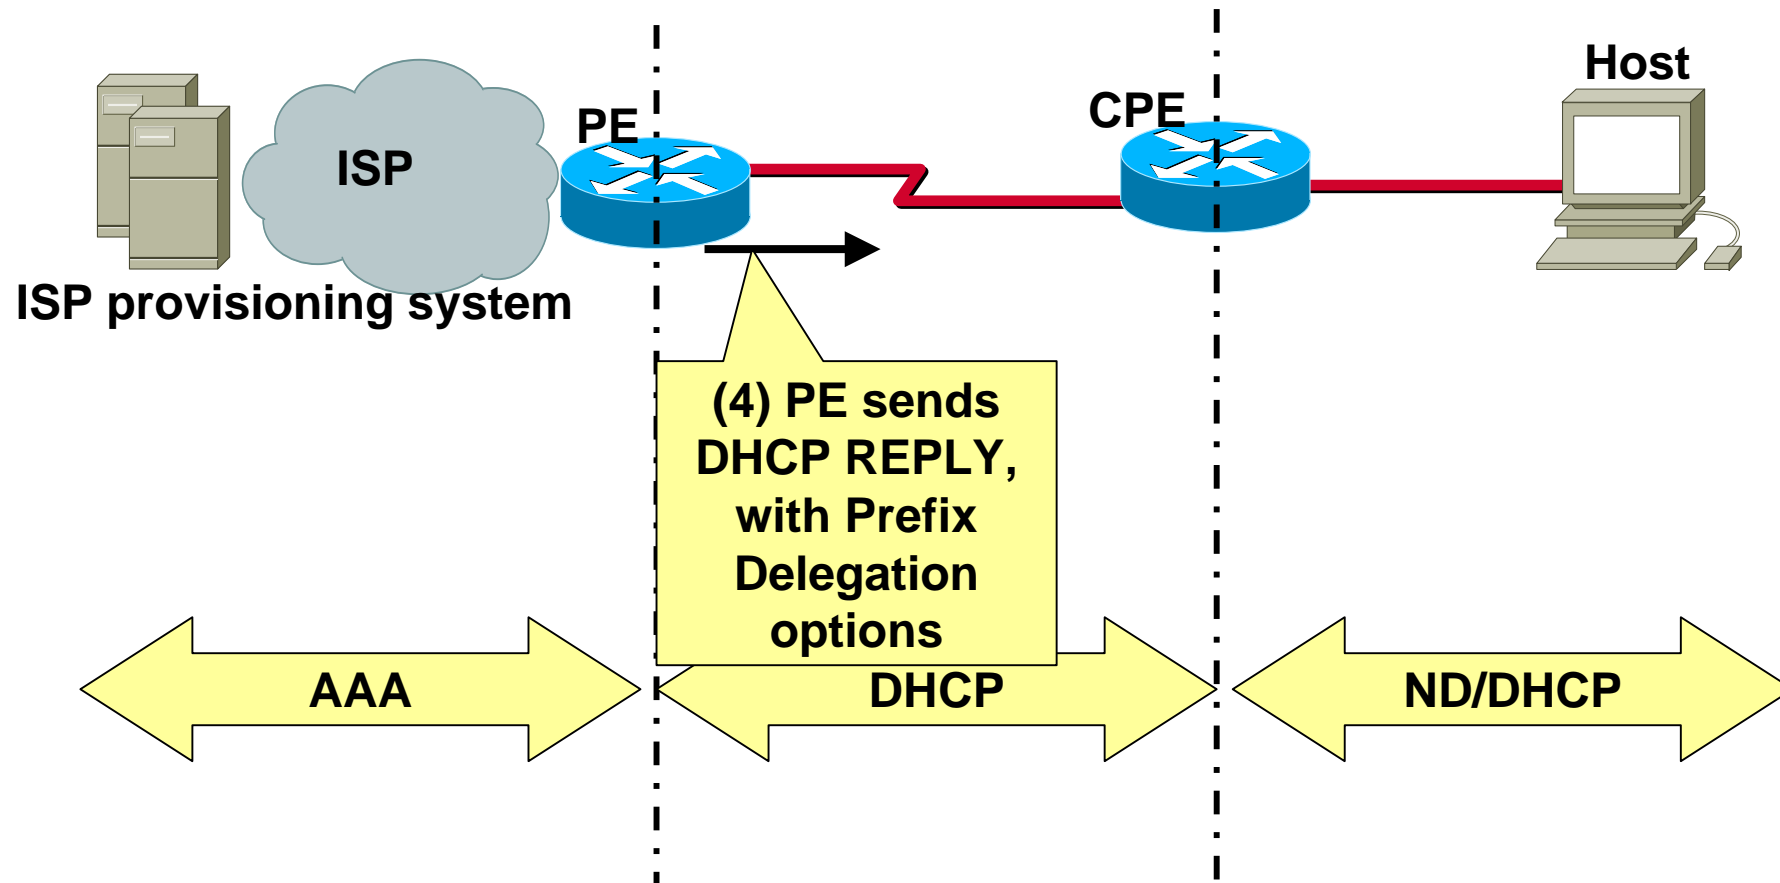 Host
CPE
PE
ISP
ISP provisioning system
(4) PE sends
DHCP REPLY,
with Prefix
Delegation
options
AAA
DHCP
ND/DHCP